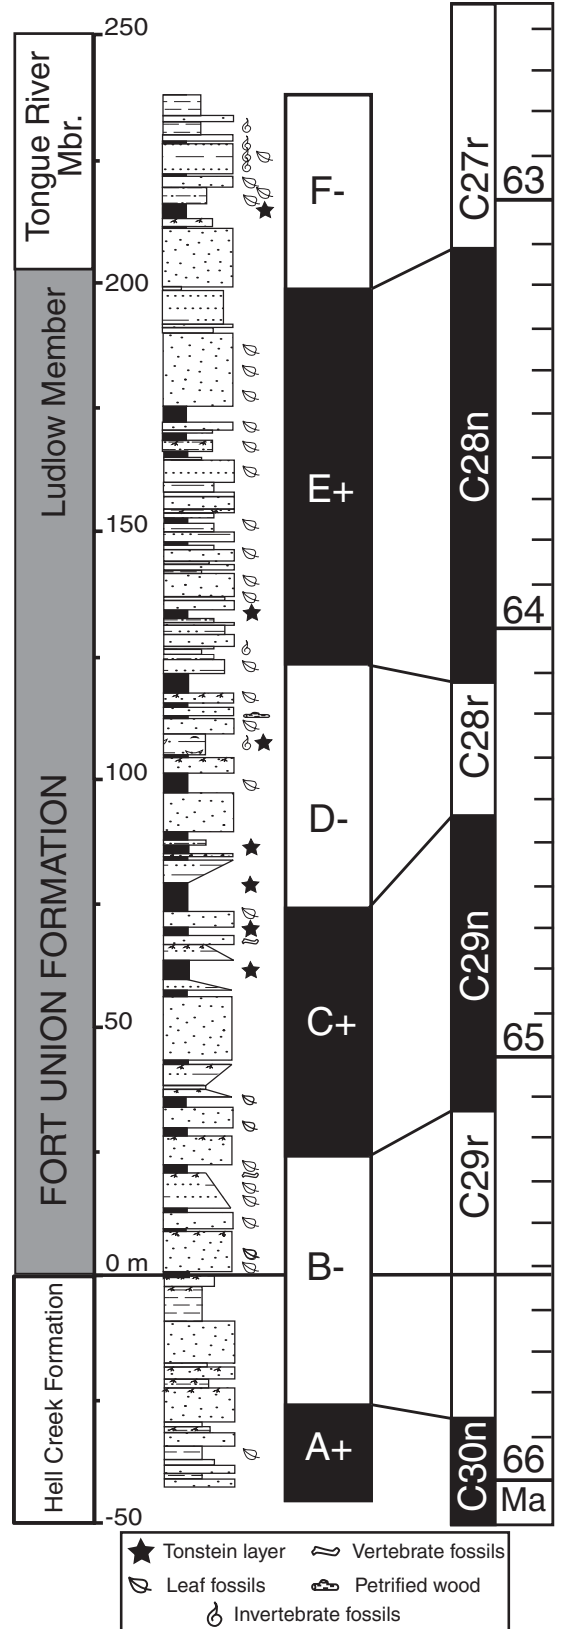 250
Tongue River
Mbr.
F-
C27r
63
200
Ludlow Member
150
E+
C28n
64
C28r
100
D-
FORT UNION FORMATION
C29n
50
C+
65
C29r
0 m
B-
Hell Creek Formation
A+
C30n
66
Ma
-50
Tonstein layer
Vertebrate fossils
Leaf fossils
Petrified wood
Invertebrate fossils